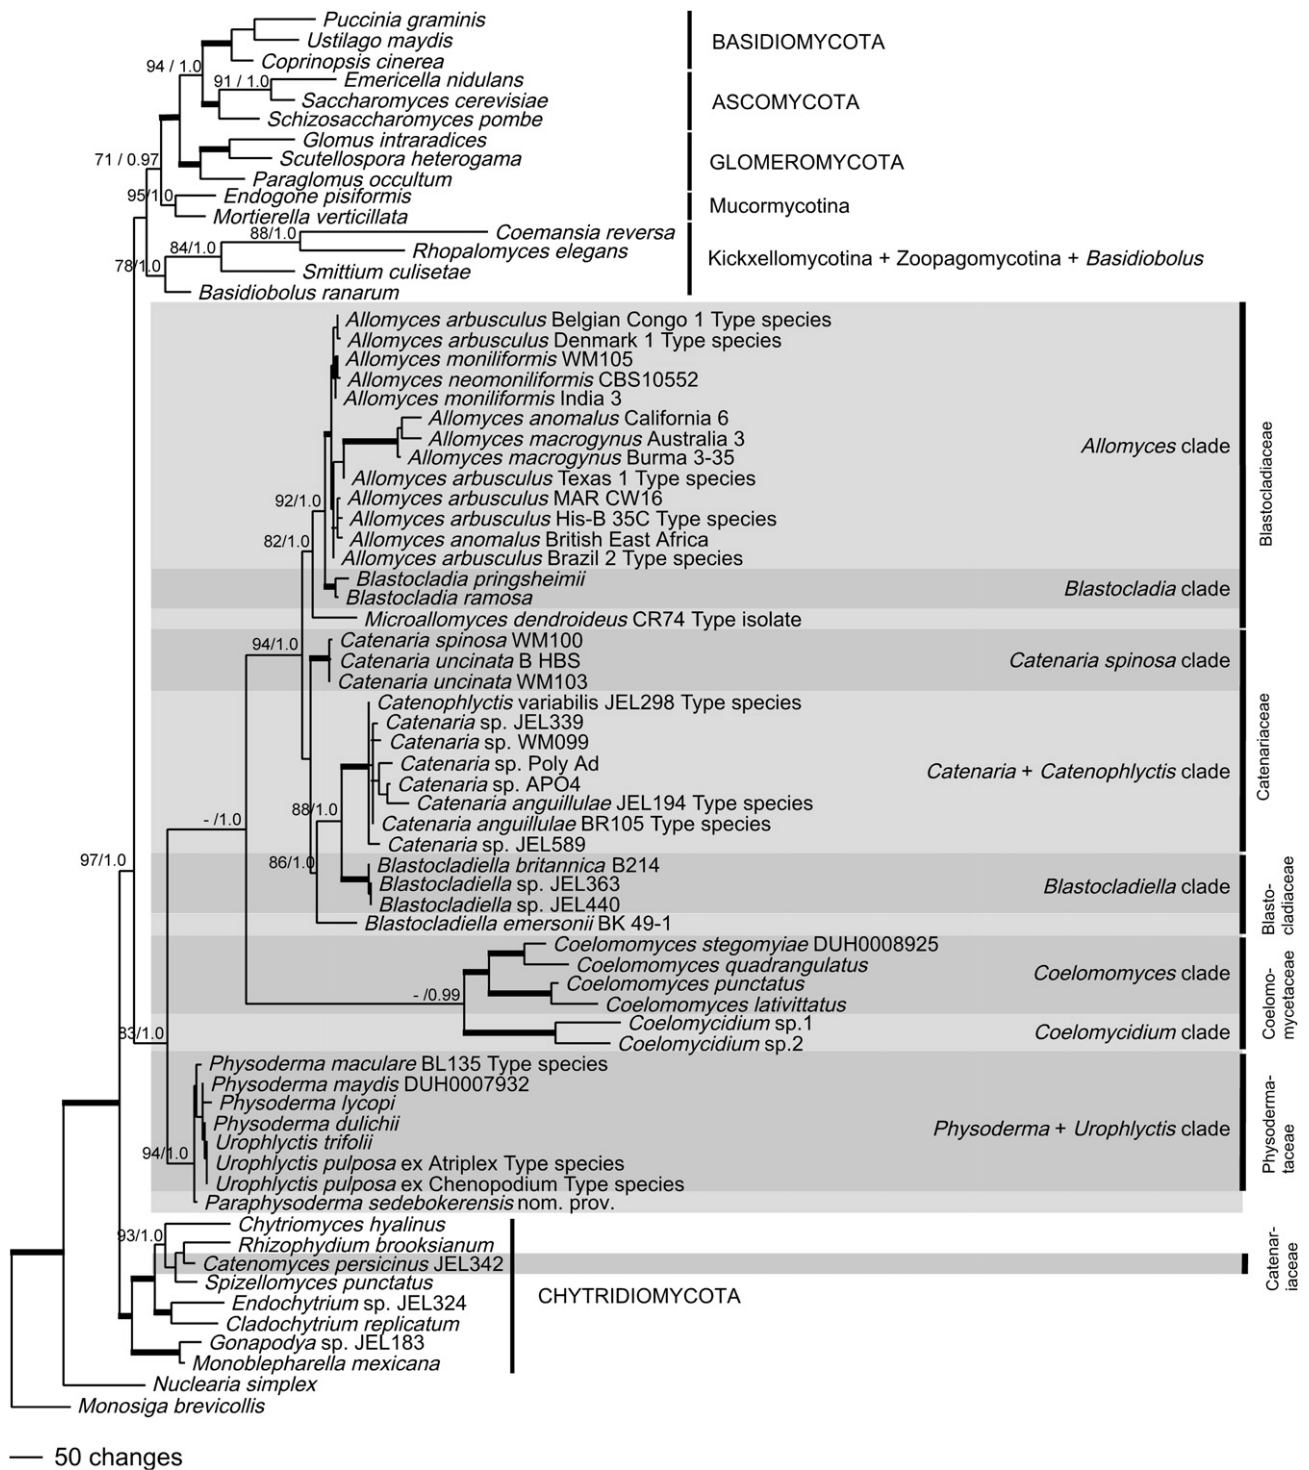 Puccinia graminis
Ustilago maydis
BASIDIOMYCOTA
Coprinopsis cinerea
94 / 1.0
91 / 1.0
Emericella nidulans
Saccharomyces cerevisiae
ASCOMYCOTA
Schizosaccharomyces pombe
Glomus intraradices
71 / 0.97
Scutellospora heterogama
GLOMEROMYCOTA
Paraglomus occultum
95/1.0
Endogone pisiformis
Mucormycotina
Mortierella verticillata
88/1.0
Coemansia reversa
84/1.0
Rhopalomyces elegans
Kickxellomycotina + Zoopagomycotina + Basidiobolus
78/1.0
Smittium culisetae
Basidiobolus ranarum
Allomyces arbusculus Belgian Congo 1 Type species
Allomyces arbusculus Denmark 1 Type species
Allomyces moniliformis WM105
Allomyces neomoniliformis CBS10552
Allomyces moniliformis India 3
Allomyces anomalus California 6
Allomyces macrogynus Australia 3
Allomyces clade
Allomyces macrogynus Burma 3-35
Allomyces arbusculus Texas 1 Type species
92/1.0
Allomyces arbusculus MAR CW16
Allomyces arbusculus His-B 35C Type species
Blastocladiaceae
82/1.0
Allomyces anomalus British East Africa
Allomyces arbusculus Brazil 2 Type species
Blastocladia pringsheimii
Blastocladia clade
Blastocladia ramosa
Microallomyces dendroideus CR74 Type isolate
94/1.0
Catenaria spinosa WM100
Catenaria uncinata B HBS
Catenaria spinosa clade
Catenaria uncinata WM103
Catenophlyctis variabilis JEL298 Type species
Catenaria sp. JEL339
Catenaria sp. WM099
Catenariaceae
Catenaria sp. Poly Ad
Catenaria + Catenophlyctis clade
Catenaria sp. APO4
Catenaria anguillulae JEL194 Type species
88/1.0
- /1.0
Catenaria anguillulae BR105 Type species
Catenaria sp. JEL589
97/1.0
86/1.0
Blastocladiella britannica B214
Blastocladiella sp. JEL363
Blastocladiella clade
Blastocladiella sp. JEL440
Blasto-
cladiaceae
Blastocladiella emersonii BK 49-1
Coelomomyces stegomyiae DUH0008925
Coelomomyces quadrangulatus
Coelomomyces clade
Coelomomyces punctatus
- /0.99
Coelomomyces lativittatus
Coelomo-
mycetaceae
Coelomycidium sp.1
Coelomycidium clade
83/1.0
Coelomycidium sp.2
Physoderma maculare BL135 Type species
Physoderma maydis DUH0007932
Physoderma lycopi
Physoderma dulichii
Physoderma + Urophlyctis clade
Physoderma-
taceae
Urophlyctis trifolii
94/1.0
Urophlyctis pulposa ex Atriplex Type species
Urophlyctis pulposa ex Chenopodium Type species
Paraphysoderma sedebokerensis nom. prov.
Chytriomyces hyalinus
93/1.0
Rhizophydium brooksianum
Catenomyces persicinus JEL342
Catenar-
iaceae
Spizellomyces punctatus
CHYTRIDIOMYCOTA
Endochytrium sp. JEL324
Cladochytrium replicatum
Gonapodya sp. JEL183
Monoblepharella mexicana
Nuclearia simplex
Monosiga brevicollis
50 changes